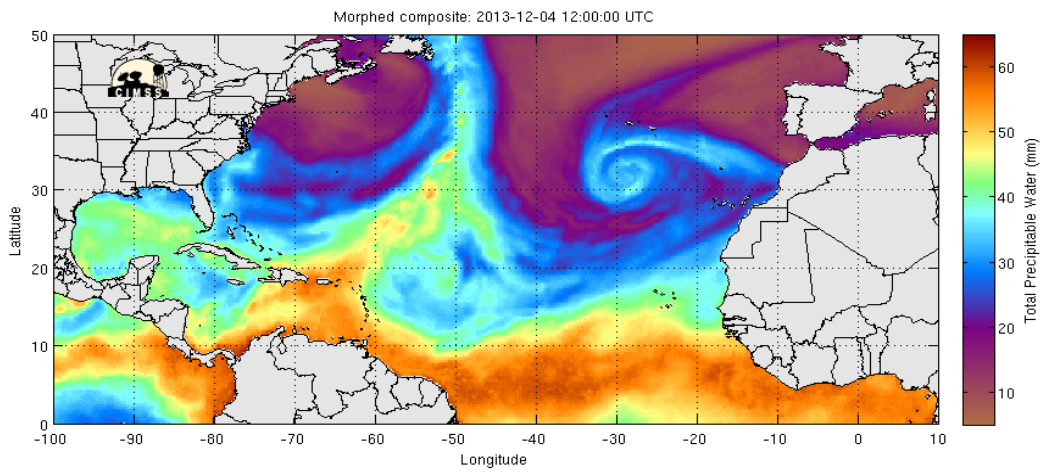 Morphed composite: 2013-12-04 12:00:00 UTC
50
40
30
20
10
0
Latitude
CIMSS
-100 -90 -80 -70 -60 -50 -40 -30 -20 -10 0 10
Longitude
60
50
40
30
20
10
Total Precipitable Water (mm)